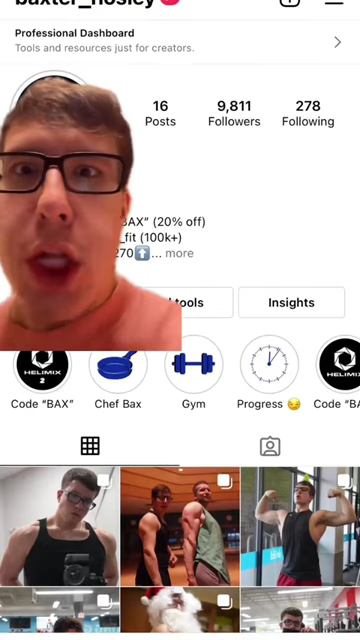 baxter_hosley
Professional Dashboard
Tools and resources just for creators.
16 9,811 278
Posts Followers Following
BAX” (20% off)
_fit (100k+)
270⬆️... more
tools Insights
HELIMIX
2
HELIMIX
Code “BAX” Chef Bax Gym Progress 😏 Code “BA